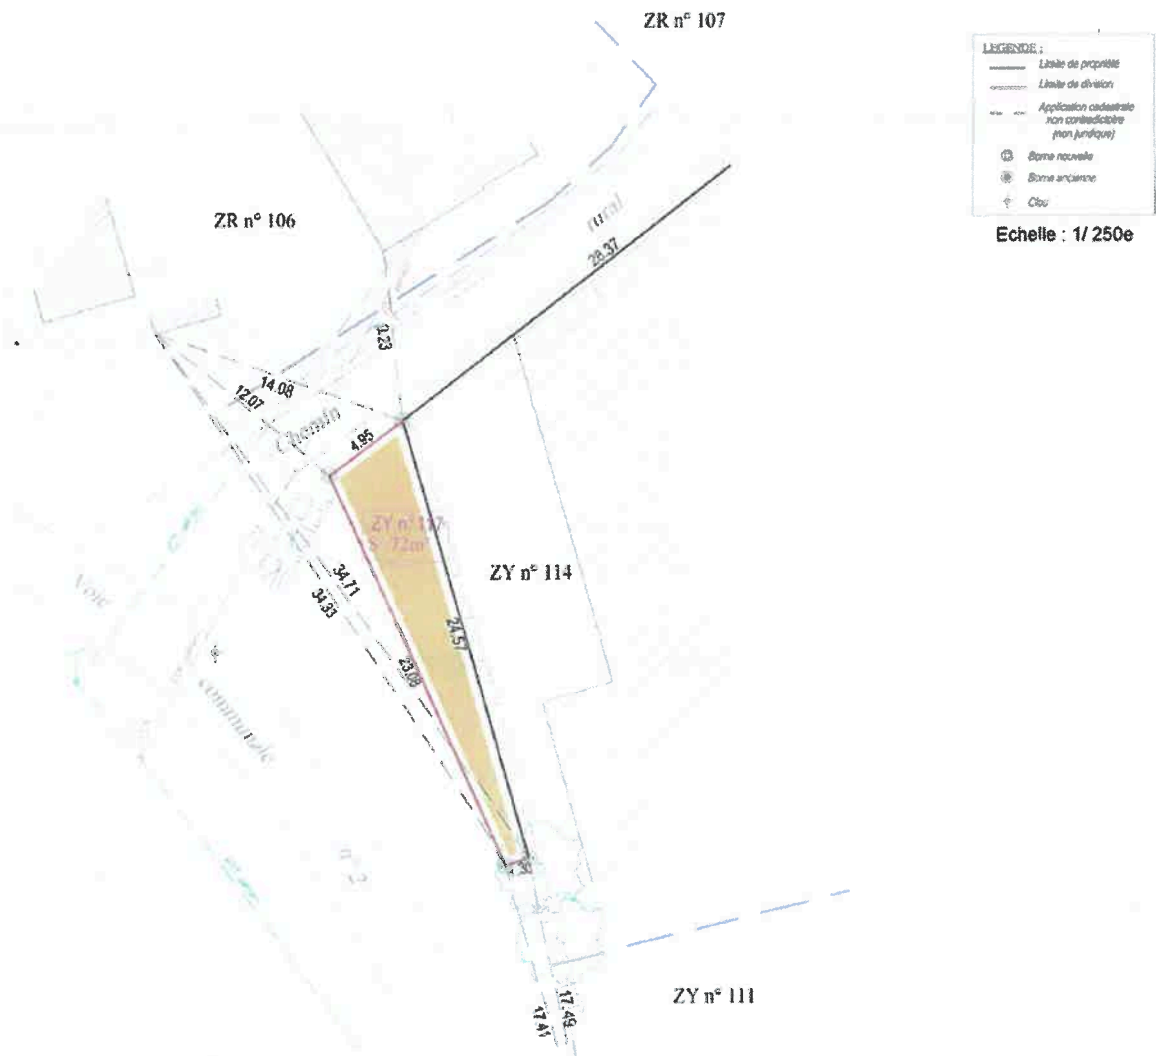 ZR n° 107
LEGENDE :
Limite de propriété
Limite de division
Application cadastrale
non contradictoire
(non juridique)
Borne nouvelle
Borne ancienne
Clou
Echelle : 1/ 250e
ZR n° 106
rural
28.37
14.08
12.07
Chemin
4.95
ZY n° 117
S 72m²
ZY n° 114
34.71
34.33
Voie
24.57
23.08
communale
n°2
ZY n° 111
17.41
17.49